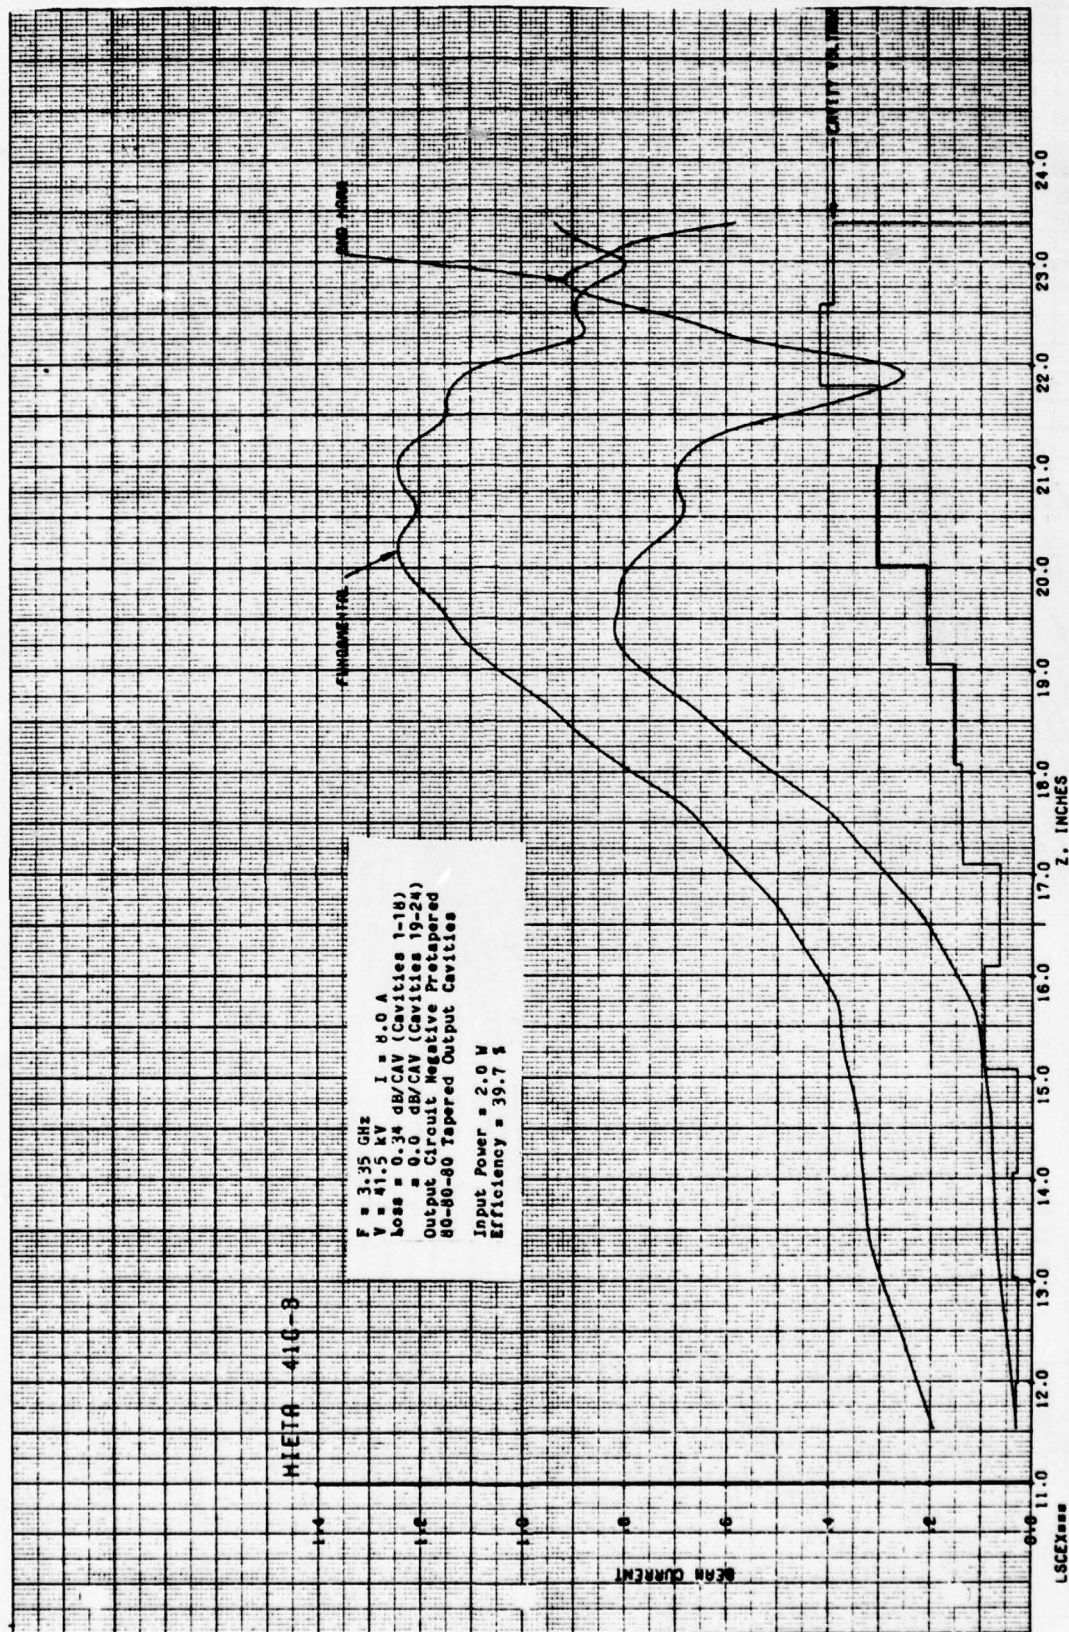 HIETA 41G-3
F = 3.35 GHz
V = 41.5 kV I = 8.0 A
Loss = 0.34 dB/CAV (Cavities 1-18)
= 0.0 dB/CAV (Cavities 19-24)
Output Circuit Negative Pretapered
80-80-80 Tapered Output Cavities
Input Power = 2.0 W
Efficiency = 39.7 %
FUNDAMENTAL
2ND HARM
CAVITY VOLTAGE
BEAM CURRENT
1.4
1.2
1.0
.8
.6
.4
.2
0.0
11.0 12.0 13.0 14.0 15.0 16.0 17.0 18.0 19.0 20.0 21.0 22.0 23.0 24.0
Z, INCHES